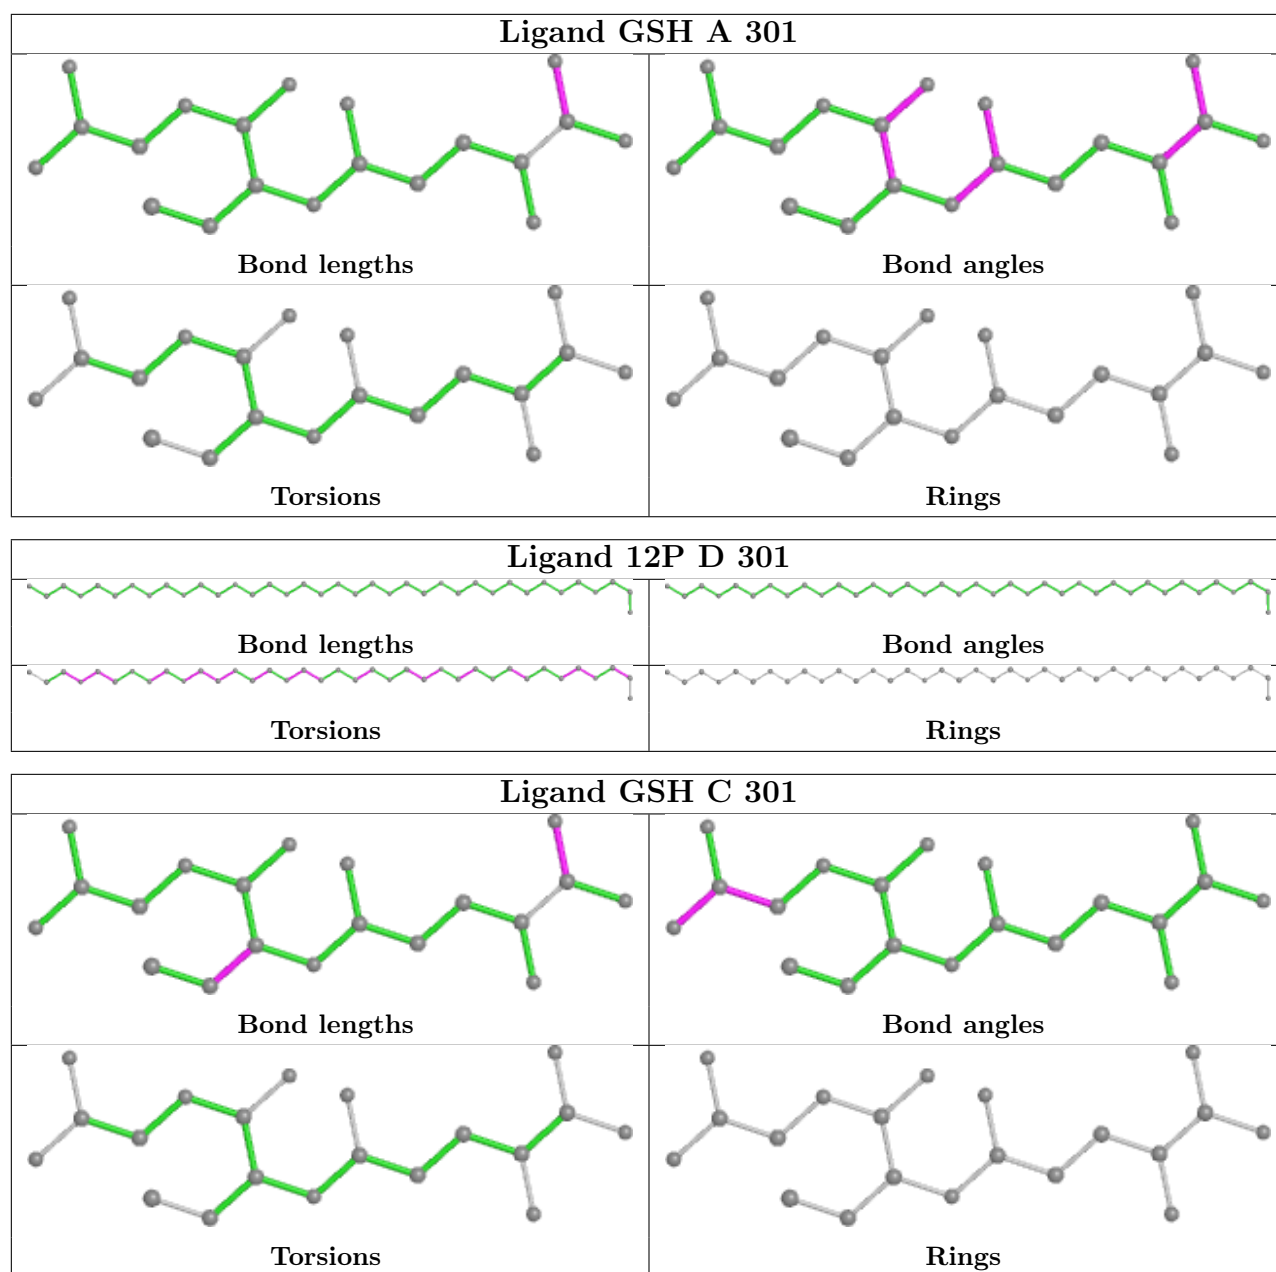 Ligand GSH A 301
Bond lengths
Bond angles
Torsions
Rings
Ligand 12P D 301
Bond lengths
Bond angles
Torsions
Rings
Ligand GSH C 301
Bond lengths
Bond angles
Torsions
Rings